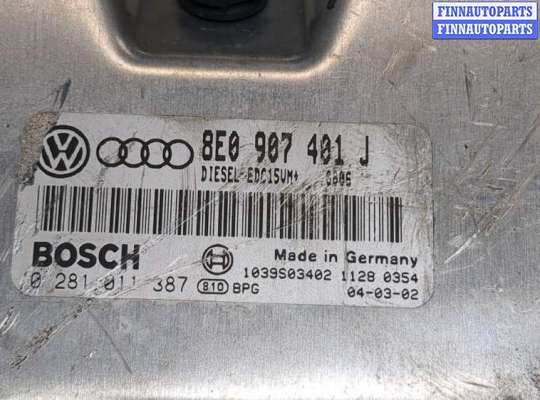 FINNAUTOPARTS
FINNAUTOPARTS
8E0 907 401 J
DIESEL-EDC15VM+
BOSCH
Made in Germany
1039S03402 1128 0354
0 281 011 387 810 BPG 04-03-02